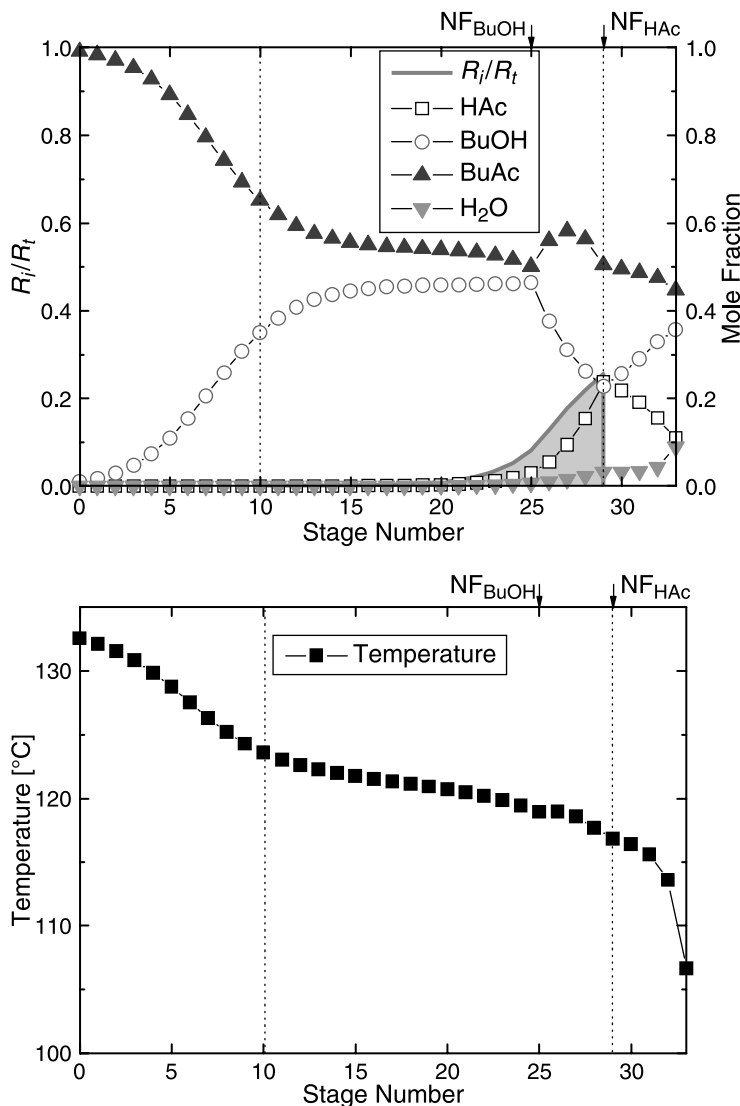 NF_BuOH NF_HAc
1.0 1.0
R_i/R_t
HAc
0.8 0.8
BuOH
BuAc
H₂O
0.6 0.6
R_i/R_t
Mole Fraction
0.4 0.4
0.2 0.2
0.0 0.0
0 5 10 15 20 25 30
Stage Number
NF_BuOH NF_HAc
Temperature
130
120
Temperature [°C]
110
100
0 5 10 15 20 25 30
Stage Number